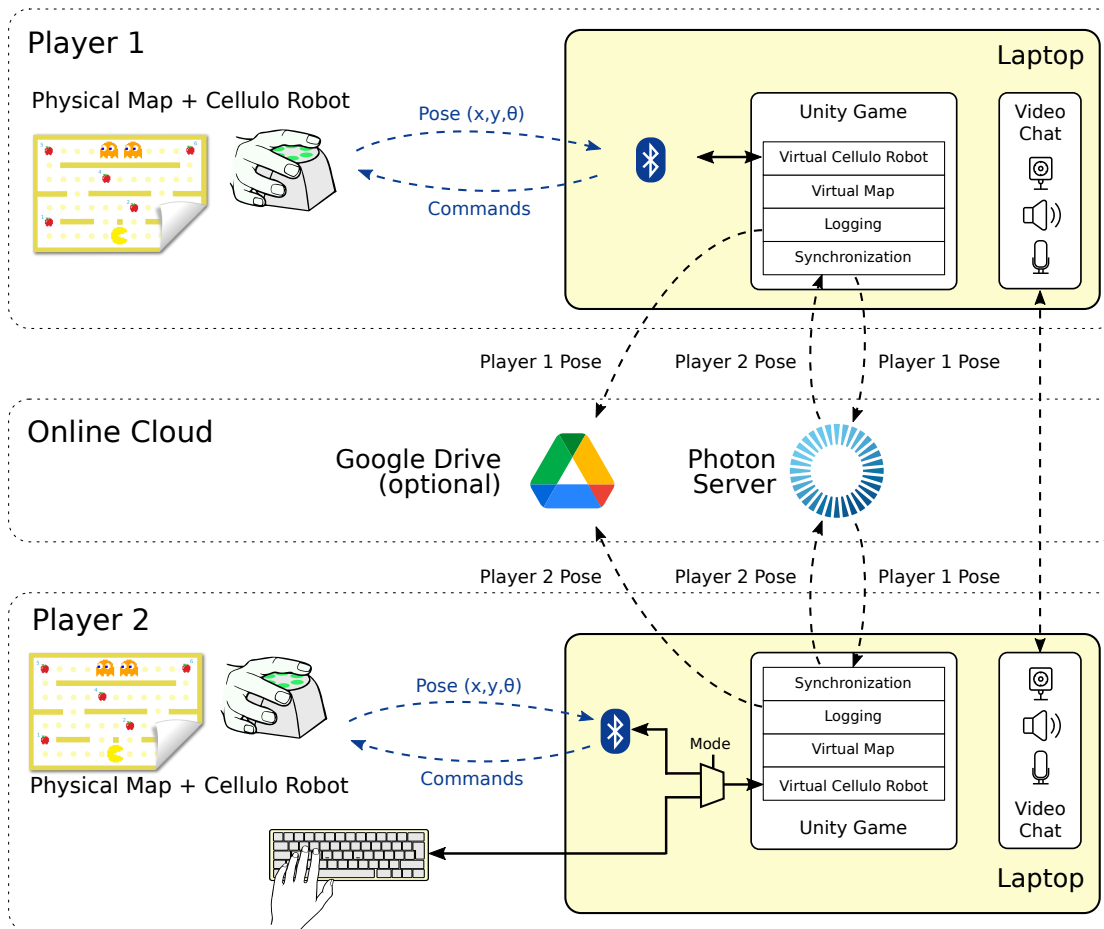 Player 1
Physical Map + Cellulo Robot
Pose (x,y,θ)
Commands
Laptop
Unity Game
Virtual Cellulo Robot
Virtual Map
Logging
Synchronization
Video
Chat
Player 1 Pose
Player 2 Pose
Player 1 Pose
Online Cloud
Google Drive
(optional)
Photon
Server
Player 2 Pose
Player 2 Pose
Player 1 Pose
Player 2
Pose (x,y,θ)
Commands
Physical Map + Cellulo Robot
Mode
Synchronization
Logging
Virtual Map
Virtual Cellulo Robot
Unity Game
Video
Chat
Laptop